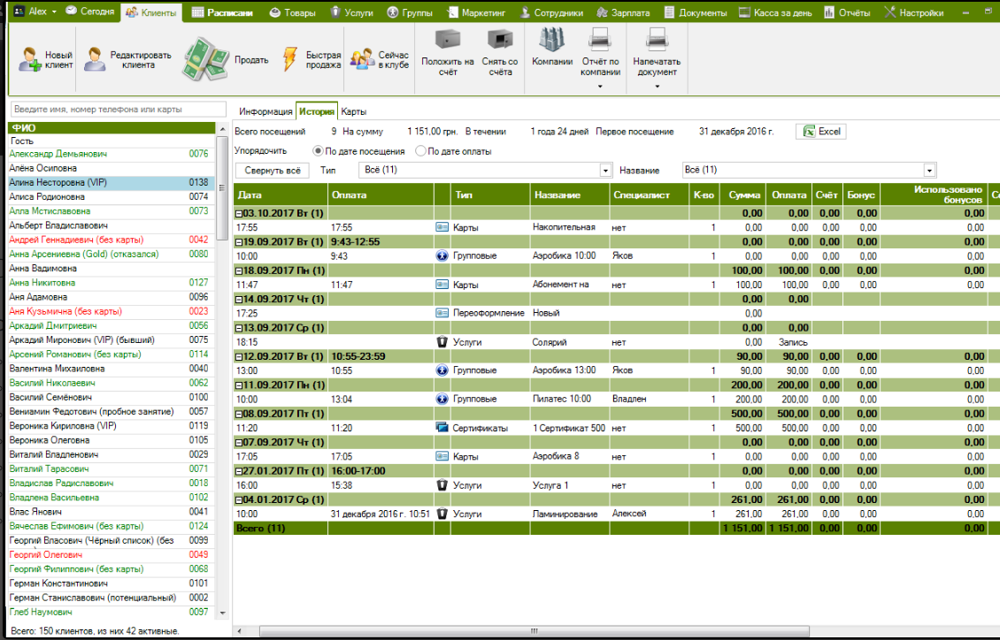 Alex Сегодня Клиенты Расписани Товары Услуги Группы Маркетинг Сотрудники Зарплата Документы Касса за день Отчёты Настройки
Новый клиент
Редактировать клиента
Продать
Быстрая продажа
Сейчас в клубе
Положить на счёт
Снять со счёта
Компании
Отчёт по компании
Напечатать документ
Введите имя, номер телефона или карты
ФИО
Гость
Александр Демьянович 0076
Алёна Осиповна
Алина Несторовна (VIP) 0138
Алиса Родионовна 0074
Алла Мстиславовна 0073
Альберт Владиславович
Андрей Геннадиевич (без карты) 0042
Анна Арсениевна (Gold) (отказался) 0080
Анна Вадимовна
Анна Никитовна 0127
Аня Адамовна 0096
Аня Кузьминична (без карты) 0023
Аркадий Дмитриевич 0056
Аркадий Миронович (VIP) (бывший) 0075
Арсений Романович (без карты) 0114
Валентина Михаиловна 0040
Василий Николаевич 0062
Василий Семёнович 0100
Вениамин Федотович (пробное занятие) 0057
Вероника Кириловна (VIP) 0119
Вероника Олеговна 0105
Виталий Владленович 0029
Виталий Тарасович 0071
Владислав Радиславович 0018
Владлена Васильевна 0102
Влас Янович 0041
Вячеслав Ефимович (без карты) 0124
Георгий Власович (Чёрный список) (без 0099
Георгий Олегович 0049
Георгий Филиппович (без карты) 0068
Герман Константинович 0101
Герман Станиславович (потенциальный) 0002
Глеб Наумович 0097
Всего: 150 клиентов, из них 42 активные.
Информация История Карты
Всего посещений 9 На сумму 1 151,00 грн. В течении 1 года 24 дней Первое посещение 31 декабря 2016 г. Excel
Упорядочить По дате посещения По дате оплаты
Свернуть всё Тип Всё (11) Название Всё (11)
Дата Оплата Тип Название Специалист К-во Сумма Оплата Счёт Бонус Использовано бонусов
03.10.2017 Вт (1) 0,00 0,00 0,00 0,00 0,00
17:55 17:55 Карты Накопительная нет 1 0,00 0,00 0,00 0,00 0,00
19.09.2017 Вт (1) 9:43-12:55 0,00 0,00 0,00 0,00 0,00
10:00 9:43 Групповые Аэробика 10:00 Яков 1 0,00 0,00 0,00 0,00 0,00
18.09.2017 Пн (1) 100,00 100,00 0,00 0,00 0,00
11:47 11:47 Карты Абонемент на нет 1 100,00 100,00 0,00 0,00 0,00
14.09.2017 Чт (1) 0,00 0,00
17:25 Переоформление Новый 0,00
13.09.2017 Ср (1) 0,00 0,00
18:15 Услуги Солярий нет 0,00 Запись
12.09.2017 Вт (1) 10:55-23:59 90,00 90,00 0,00 0,00 0,00
13:00 10:55 Групповые Аэробика 13:00 Яков 1 90,00 90,00 0,00 0,00 0,00
11.09.2017 Пн (1) 200,00 200,00 0,00 0,00 0,00
10:00 13:04 Групповые Пилатес 10:00 Владлен 1 200,00 200,00 0,00 0,00 0,00
08.09.2017 Пт (1) 500,00 500,00 0,00 0,00 0,00
11:20 11:20 Сертификаты 1 Сертификат 500 нет 1 500,00 500,00 0,00 0,00 0,00
07.09.2017 Чт (1) 0,00 0,00 0,00 0,00 0,00
17:05 17:05 Карты Аэробика 8 нет 1 0,00 0,00 0,00 0,00 0,00
27.01.2017 Пт (1) 16:00-17:00 0,00 0,00 0,00 0,00 0,00
16:00 15:38 Услуги Услуга 1 нет 1 0,00 0,00 0,00 0,00 0,00
04.01.2017 Ср (1) 261,00 261,00 0,00 0,00 0,00
10:00 31 декабря 2016 г. 10:51 Услуги Ламинирование Алексей 1 261,00 261,00 0,00 0,00 0,00
Всего (11) 1 151,00 1 151,00 0,00 0,00 0,00